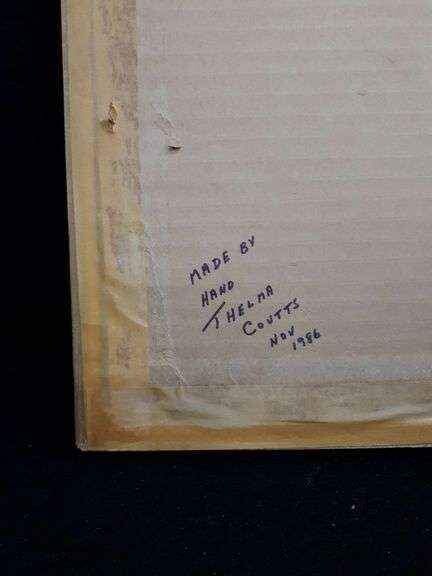 MADE BY
HAND
THELMA
COUTTS
NOV
1986